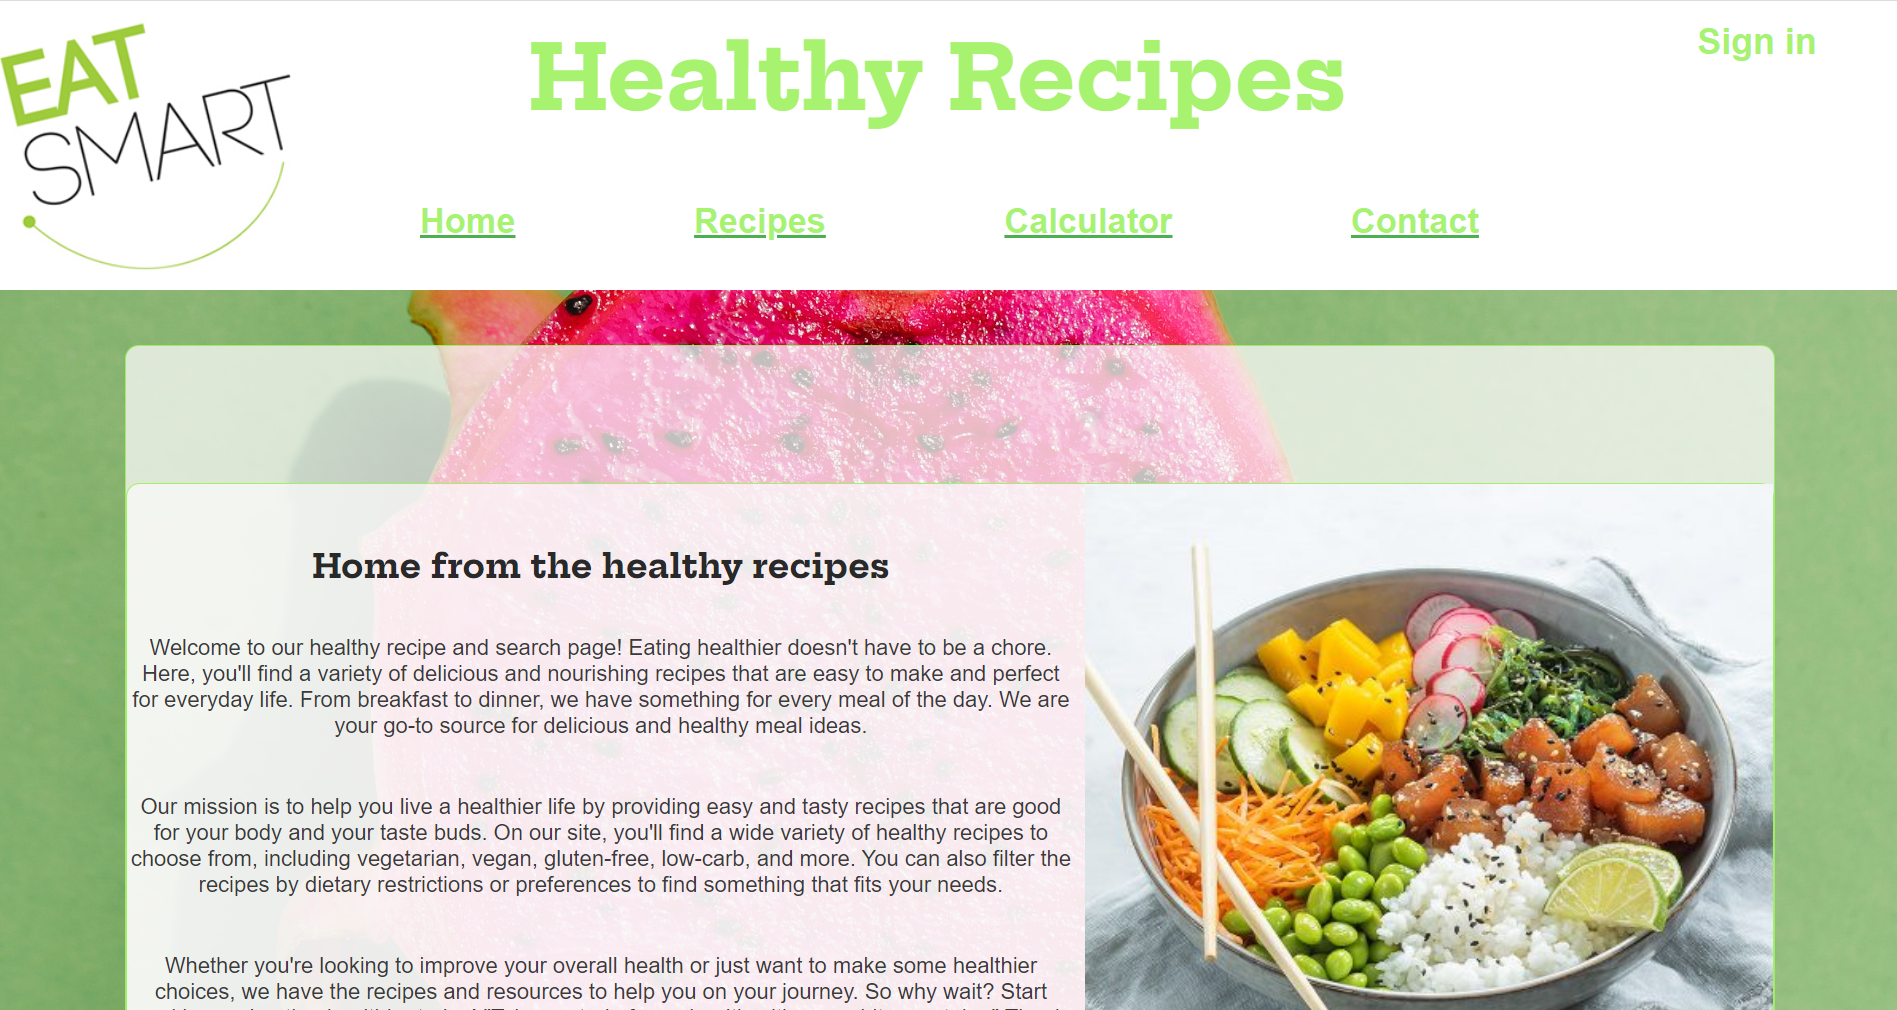 EAT
SMART
Healthy Recipes
Sign in
Home
Recipes
Calculator
Contact
Home from the healthy recipes
Welcome to our healthy recipe and search page! Eating healthier doesn't have to be a chore.
Here, you'll find a variety of delicious and nourishing recipes that are easy to make and perfect
for everyday life. From breakfast to dinner, we have something for every meal of the day. We are
your go-to source for delicious and healthy meal ideas.
Our mission is to help you live a healthier life by providing easy and tasty recipes that are good
for your body and your taste buds. On our site, you'll find a wide variety of healthy recipes to
choose from, including vegetarian, vegan, gluten-free, low-carb, and more. You can also filter the
recipes by dietary restrictions or preferences to find something that fits your needs.
Whether you're looking to improve your overall health or just want to make some healthier
choices, we have the recipes and resources to help you on your journey. So why wait? Start